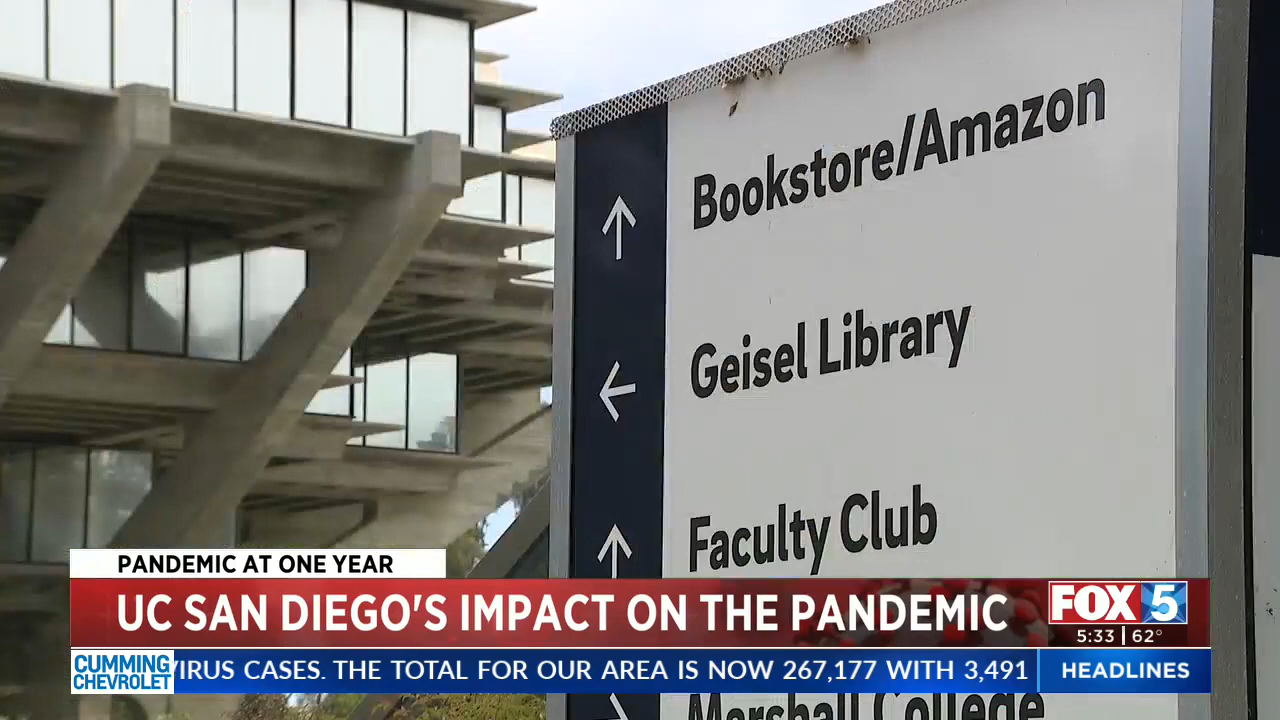 Bookstore/Amazon
Geisel Library
Faculty Club
PANDEMIC AT ONE YEAR
UC SAN DIEGO'S IMPACT ON THE PANDEMIC
FOX 5
5:33 | 62°
CUMMING
CHEVROLET
VIRUS CASES. THE TOTAL FOR OUR AREA IS NOW 267,177 WITH 3,491
HEADLINES
Marshall College